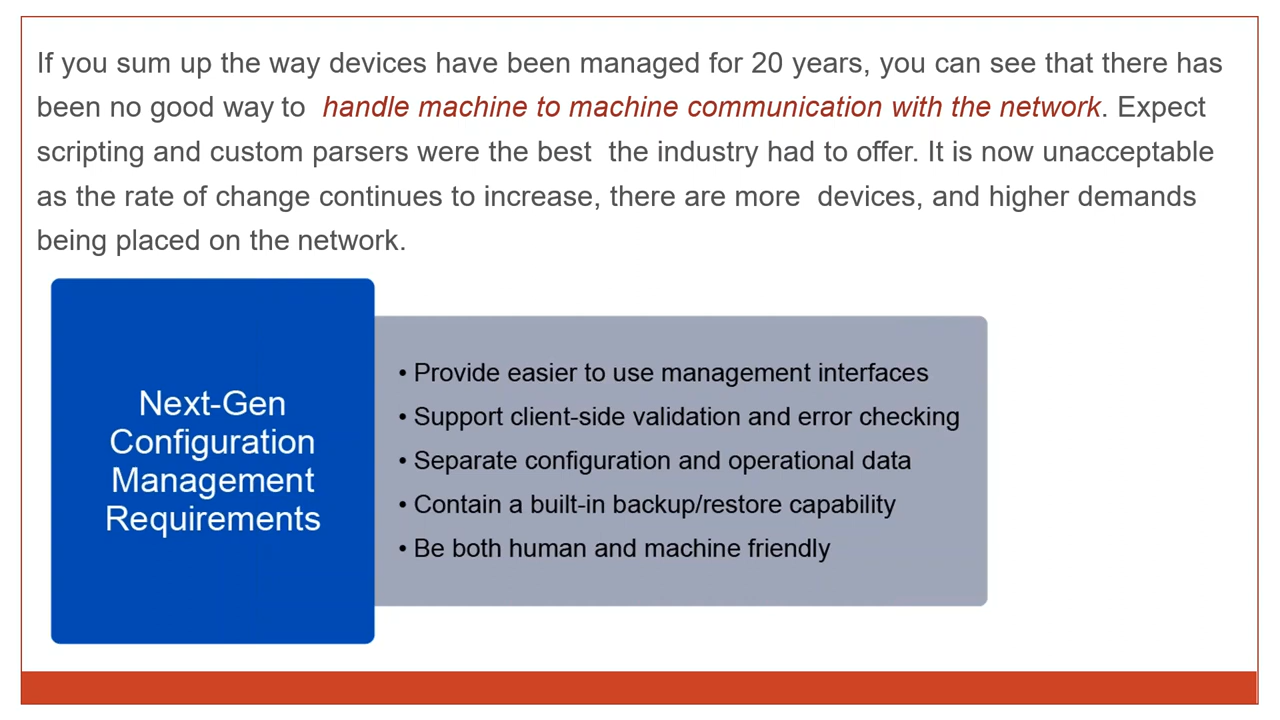 If you sum up the way devices have been managed for 20 years, you can see that there has
been no good way to handle machine to machine communication with the network. Expect
scripting and custom parsers were the best the industry had to offer. It is now unacceptable
as the rate of change continues to increase, there are more devices, and higher demands
being placed on the network.
Next-Gen
Configuration
Management
Requirements
• Provide easier to use management interfaces
• Support client-side validation and error checking
• Separate configuration and operational data
• Contain a built-in backup/restore capability
• Be both human and machine friendly